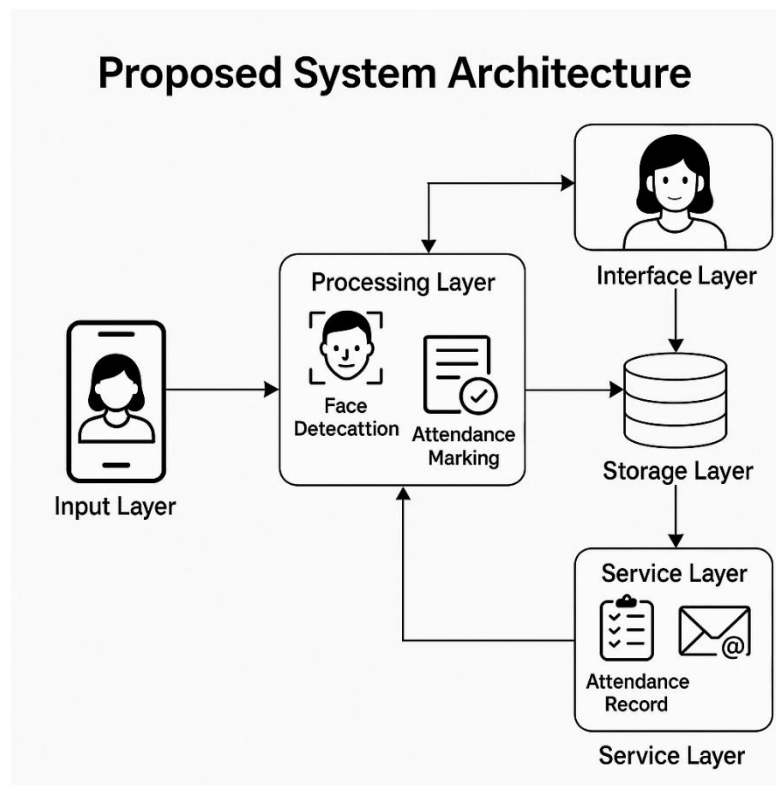 Proposed System Architecture
Interface Layer
Processing Layer
Face
Detecattion
Attendance
Marking
Input Layer
Storage Layer
Service Layer
@
Attendance
Record
Service Layer